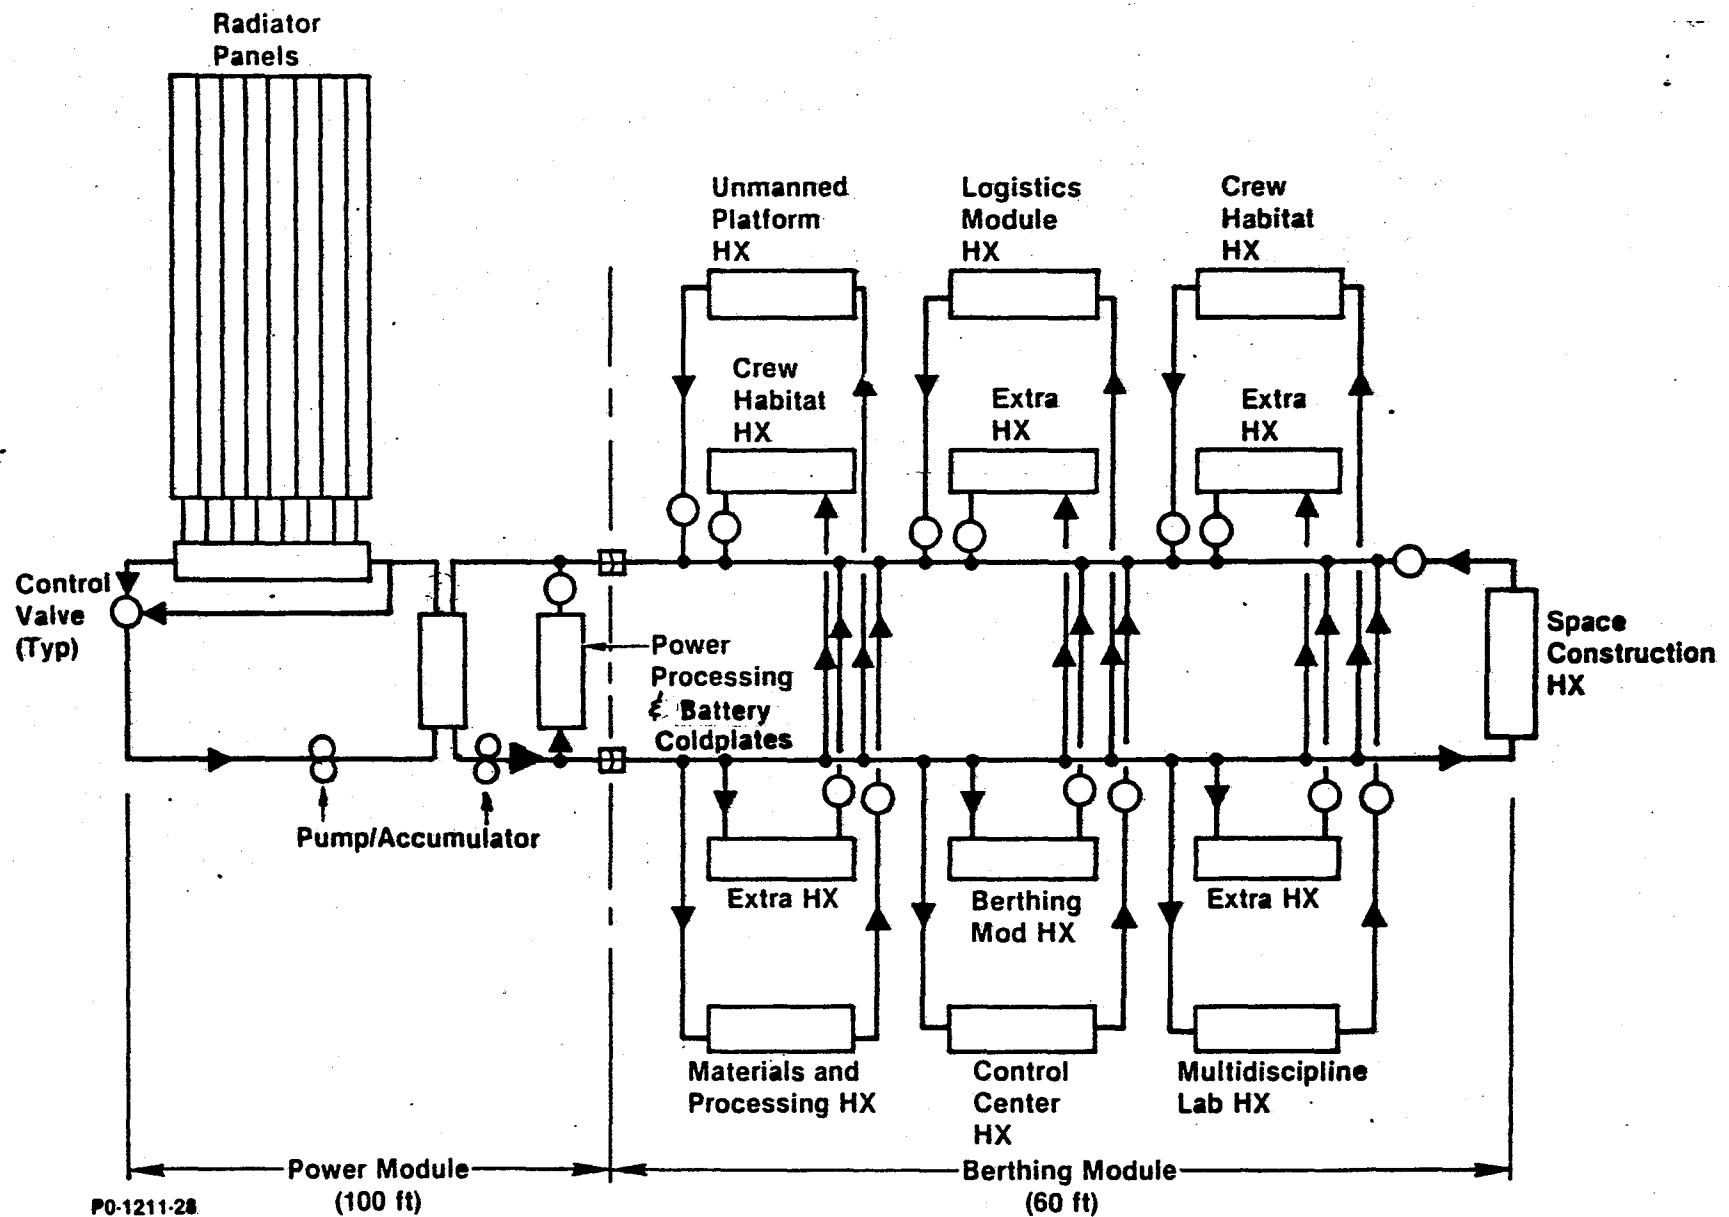 Radiator
Panels
Unmanned
Platform
HX
Logistics
Module
HX
Crew
Habitat
HX
Crew
Habitat
HX
Extra
HX
Extra
HX
Control
Valve
(Typ)
Power
Processing
& Battery
Coldplates
Space
Construction
HX
Pump/Accumulator
Extra HX
Berthing
Mod HX
Extra HX
Materials and
Processing HX
Control
Center
HX
Multidiscipline
Lab HX
Power Module
(100 ft)
Berthing Module
(60 ft)
P0-1211-28